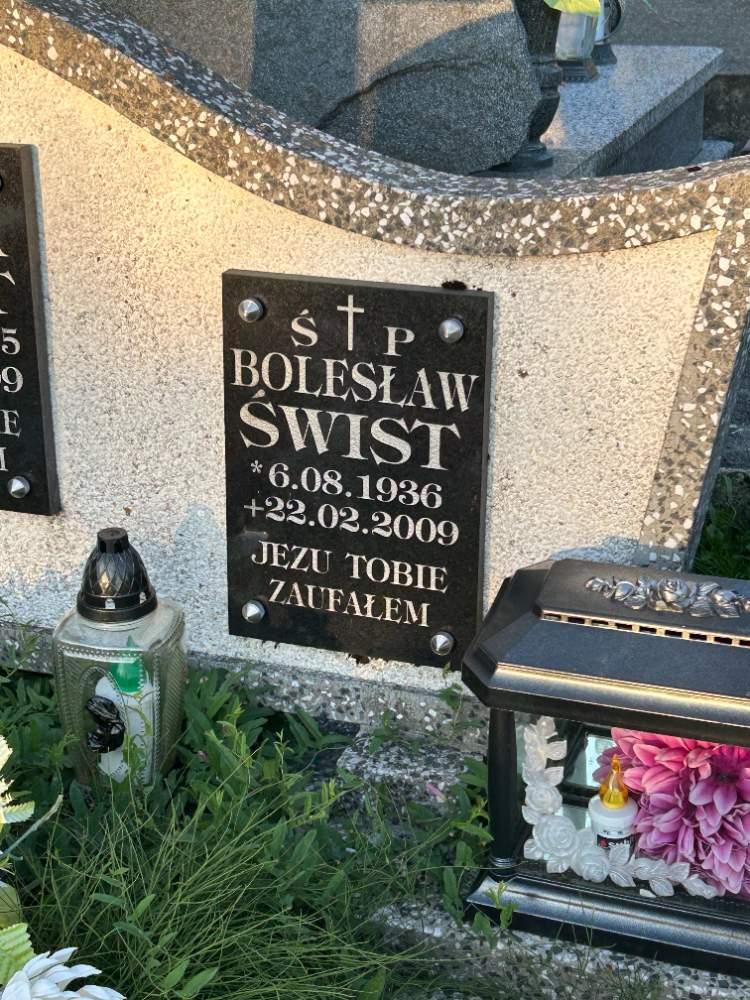 Ś P
BOLESŁAW
ŚWIST
*6.08.1936
+22.02.2009
JEZU TOBIE
ZAUFAŁEM